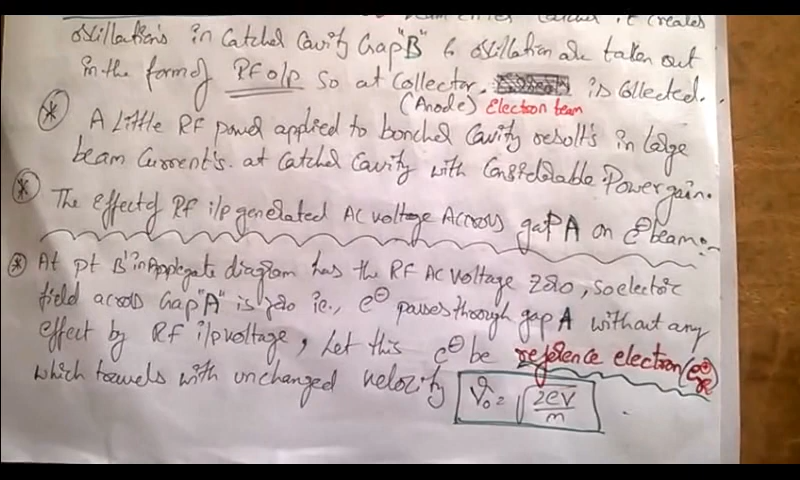 it creates
oscillations in Catcher Cavity Gap "B" & oscillation are taken out
in the form of RF o/p so at Collector. is Collected.
(Anode) Electron beam
* A Little RF power applied to buncher Cavity results in large
beam Current's. at Catcher Cavity with Considerable Power gain.
* The Effect of RF i/p generated AC voltage Across gap A on e⊖ beam:-
* At pt B' in Applegate diagram has the RF AC voltage zero, so electric
field across Gap "A" is zero i.e., e⊖ passes through gap A without any
effect by RF i/p voltage, Let this e⊖ be reference electron (e⊖R)
which travels with unchanged velocity V₀ = √2eV/m